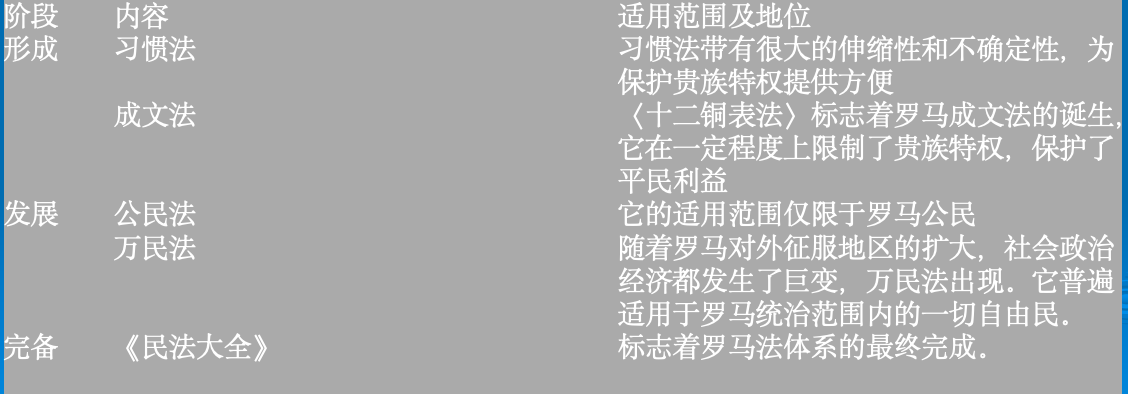 阶段 内容 适用范围及地位
形成 习惯法 习惯法带有很大的伸缩性和不确定性，为
保护贵族特权提供方便
成文法 〈十二铜表法〉标志着罗马成文法的诞生，
它在一定程度上限制了贵族特权，保护了
平民利益
发展 公民法 它的适用范围仅限于罗马公民
万民法 随着罗马对外征服地区的扩大，社会政治
经济都发生了巨变，万民法出现。它普遍
适用于罗马统治范围内的一切自由民。
完备 《民法大全》 标志着罗马法体系的最终完成。